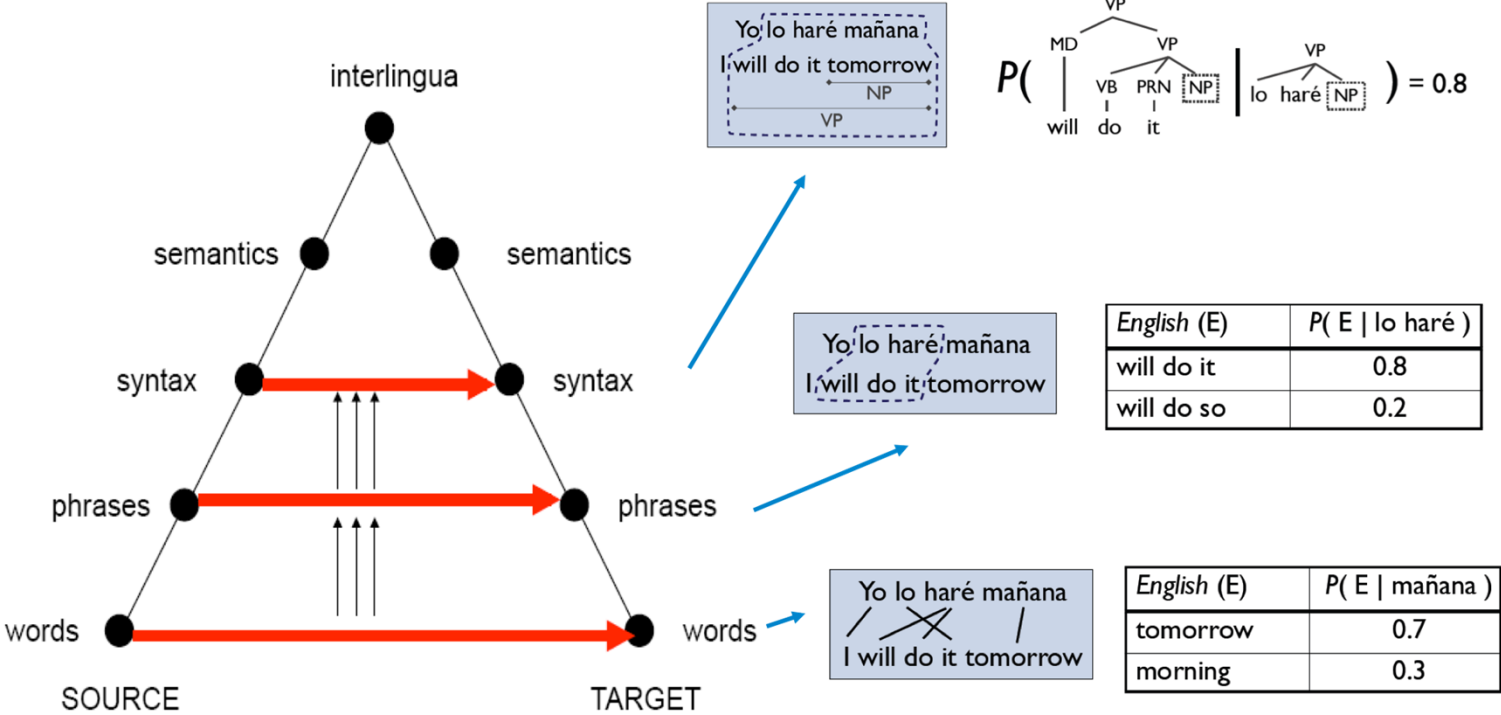 interlingua
semantics
semantics
syntax
syntax
phrases
phrases
words
words
SOURCE
TARGET
Yo lo haré mañana
I will do it tomorrow
NP
VP
VP
MD VP
VB PRN NP
will do it
P( | ) = 0.8
VP
lo haré NP
Yo lo haré mañana
I will do it tomorrow
English (E) P( E | lo haré )
will do it 0.8
will do so 0.2
Yo lo haré mañana
I will do it tomorrow
English (E) P( E | mañana )
tomorrow 0.7
morning 0.3